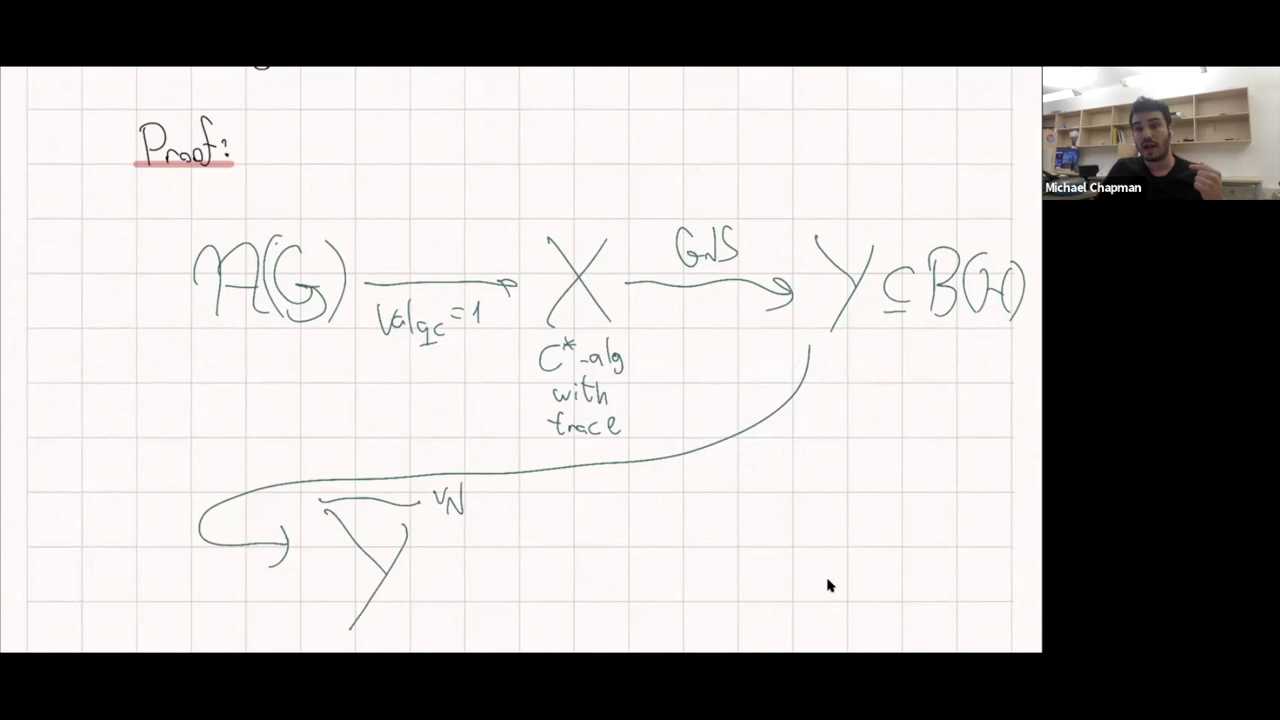 Proof:
A(G) → X → Y ⊆ B(H)
Val_qc = 1
GNS
C*-alg
with
trace
Y vN
Michael Chapman